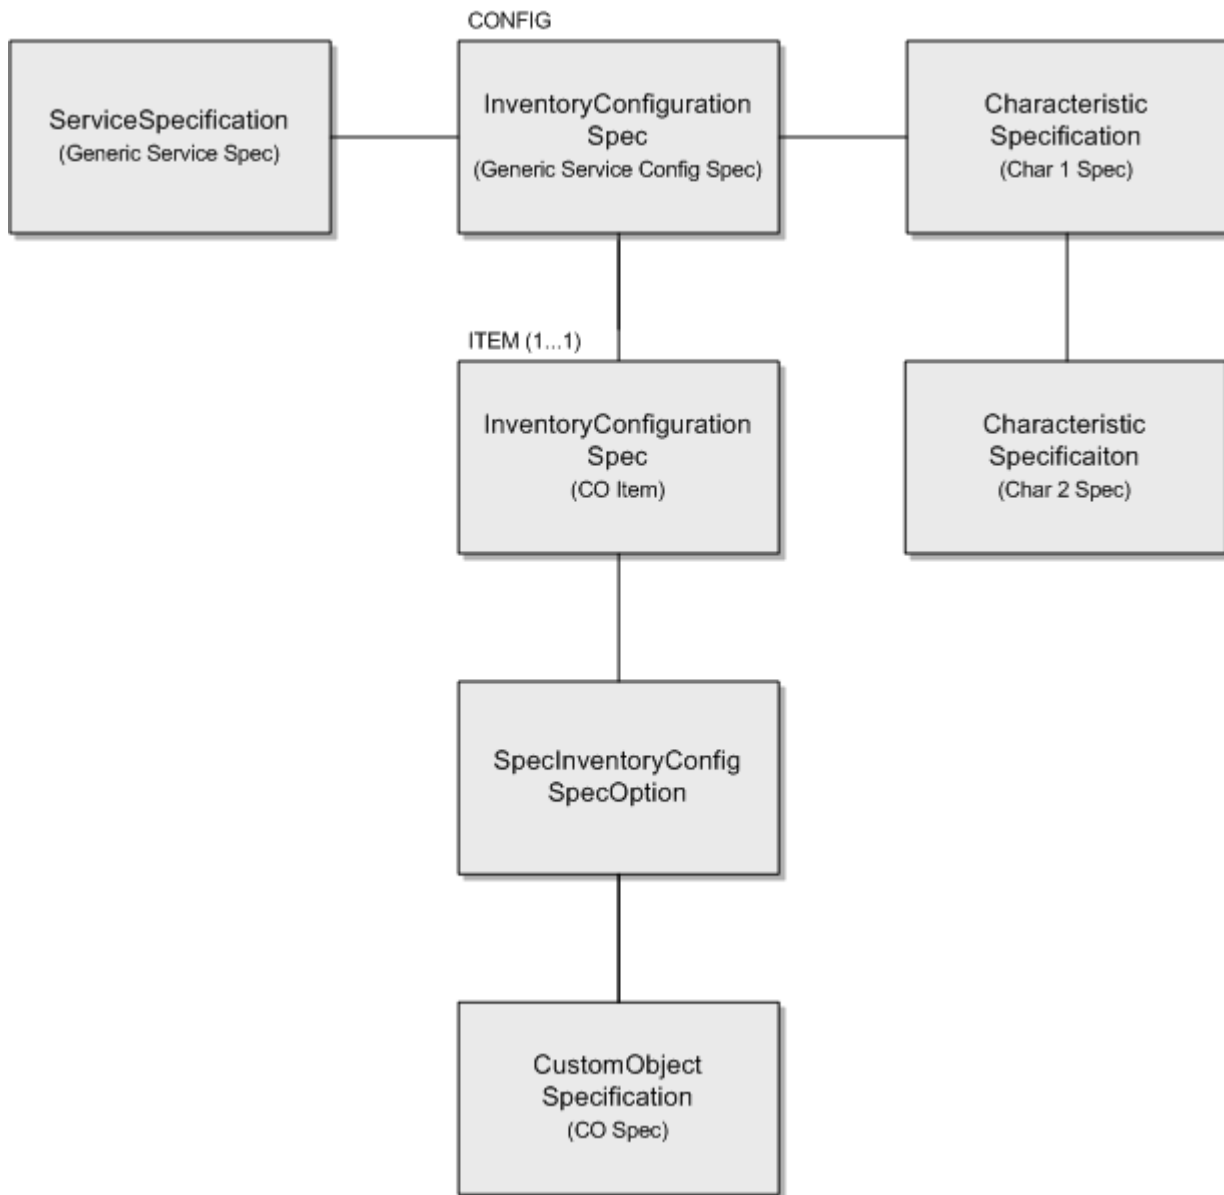 CONFIG
ServiceSpecification
(Generic Service Spec)
InventoryConfiguration
Spec
(Generic Service Config Spec)
Characteristic
Specification
(Char 1 Spec)
ITEM (1...1)
InventoryConfiguration
Spec
(CO Item)
Characteristic
Specificaiton
(Char 2 Spec)
SpecInventoryConfig
SpecOption
CustomObject
Specification
(CO Spec)